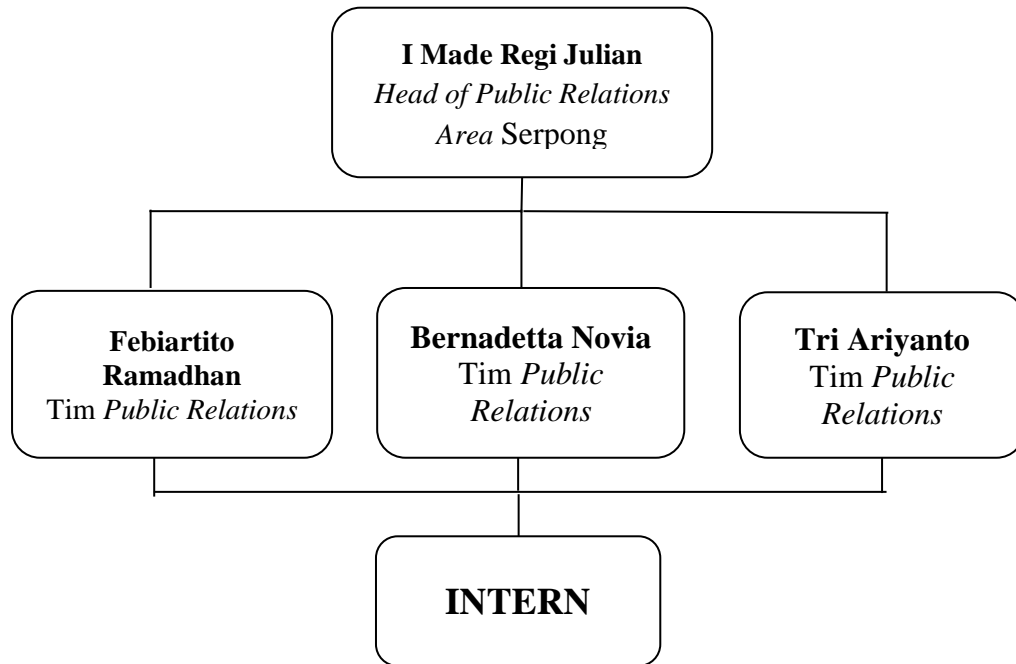 I Made Regi Julian
Head of Public Relations
Area Serpong
Febiartito
Ramadhan
Tim Public Relations
Bernadetta Novia
Tim Public
Relations
Tri Ariyanto
Tim Public
Relations
INTERN